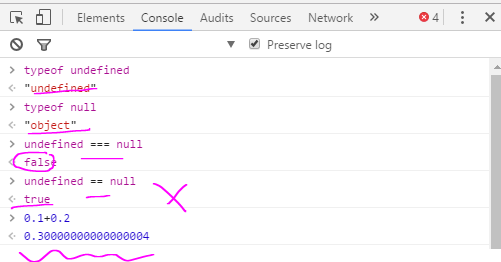 Elements Console Audits Sources Network » 4
Preserve log
> typeof undefined
"undefined"
> typeof null
"object"
> undefined === null
false
> undefined == null
true
> 0.1+0.2
0.30000000000000004